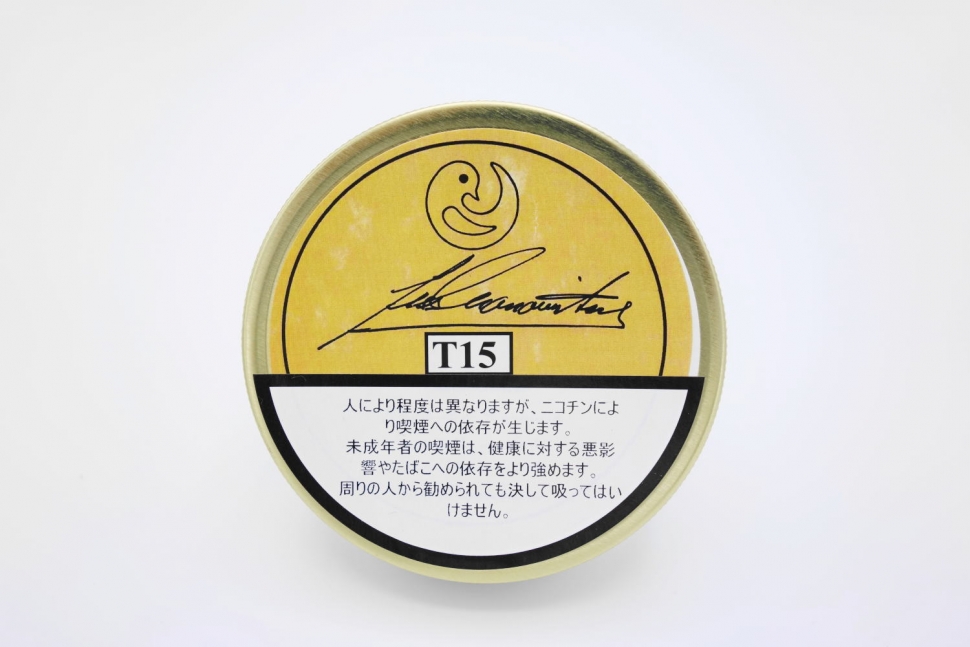 T15
人により程度は異なりますが、ニコチンによ
り喫煙への依存が生じます。
未成年者の喫煙は、健康に対する悪影
響やたばこへの依存をより強めます。
周りの人から勧められても決して吸ってはい
けません。